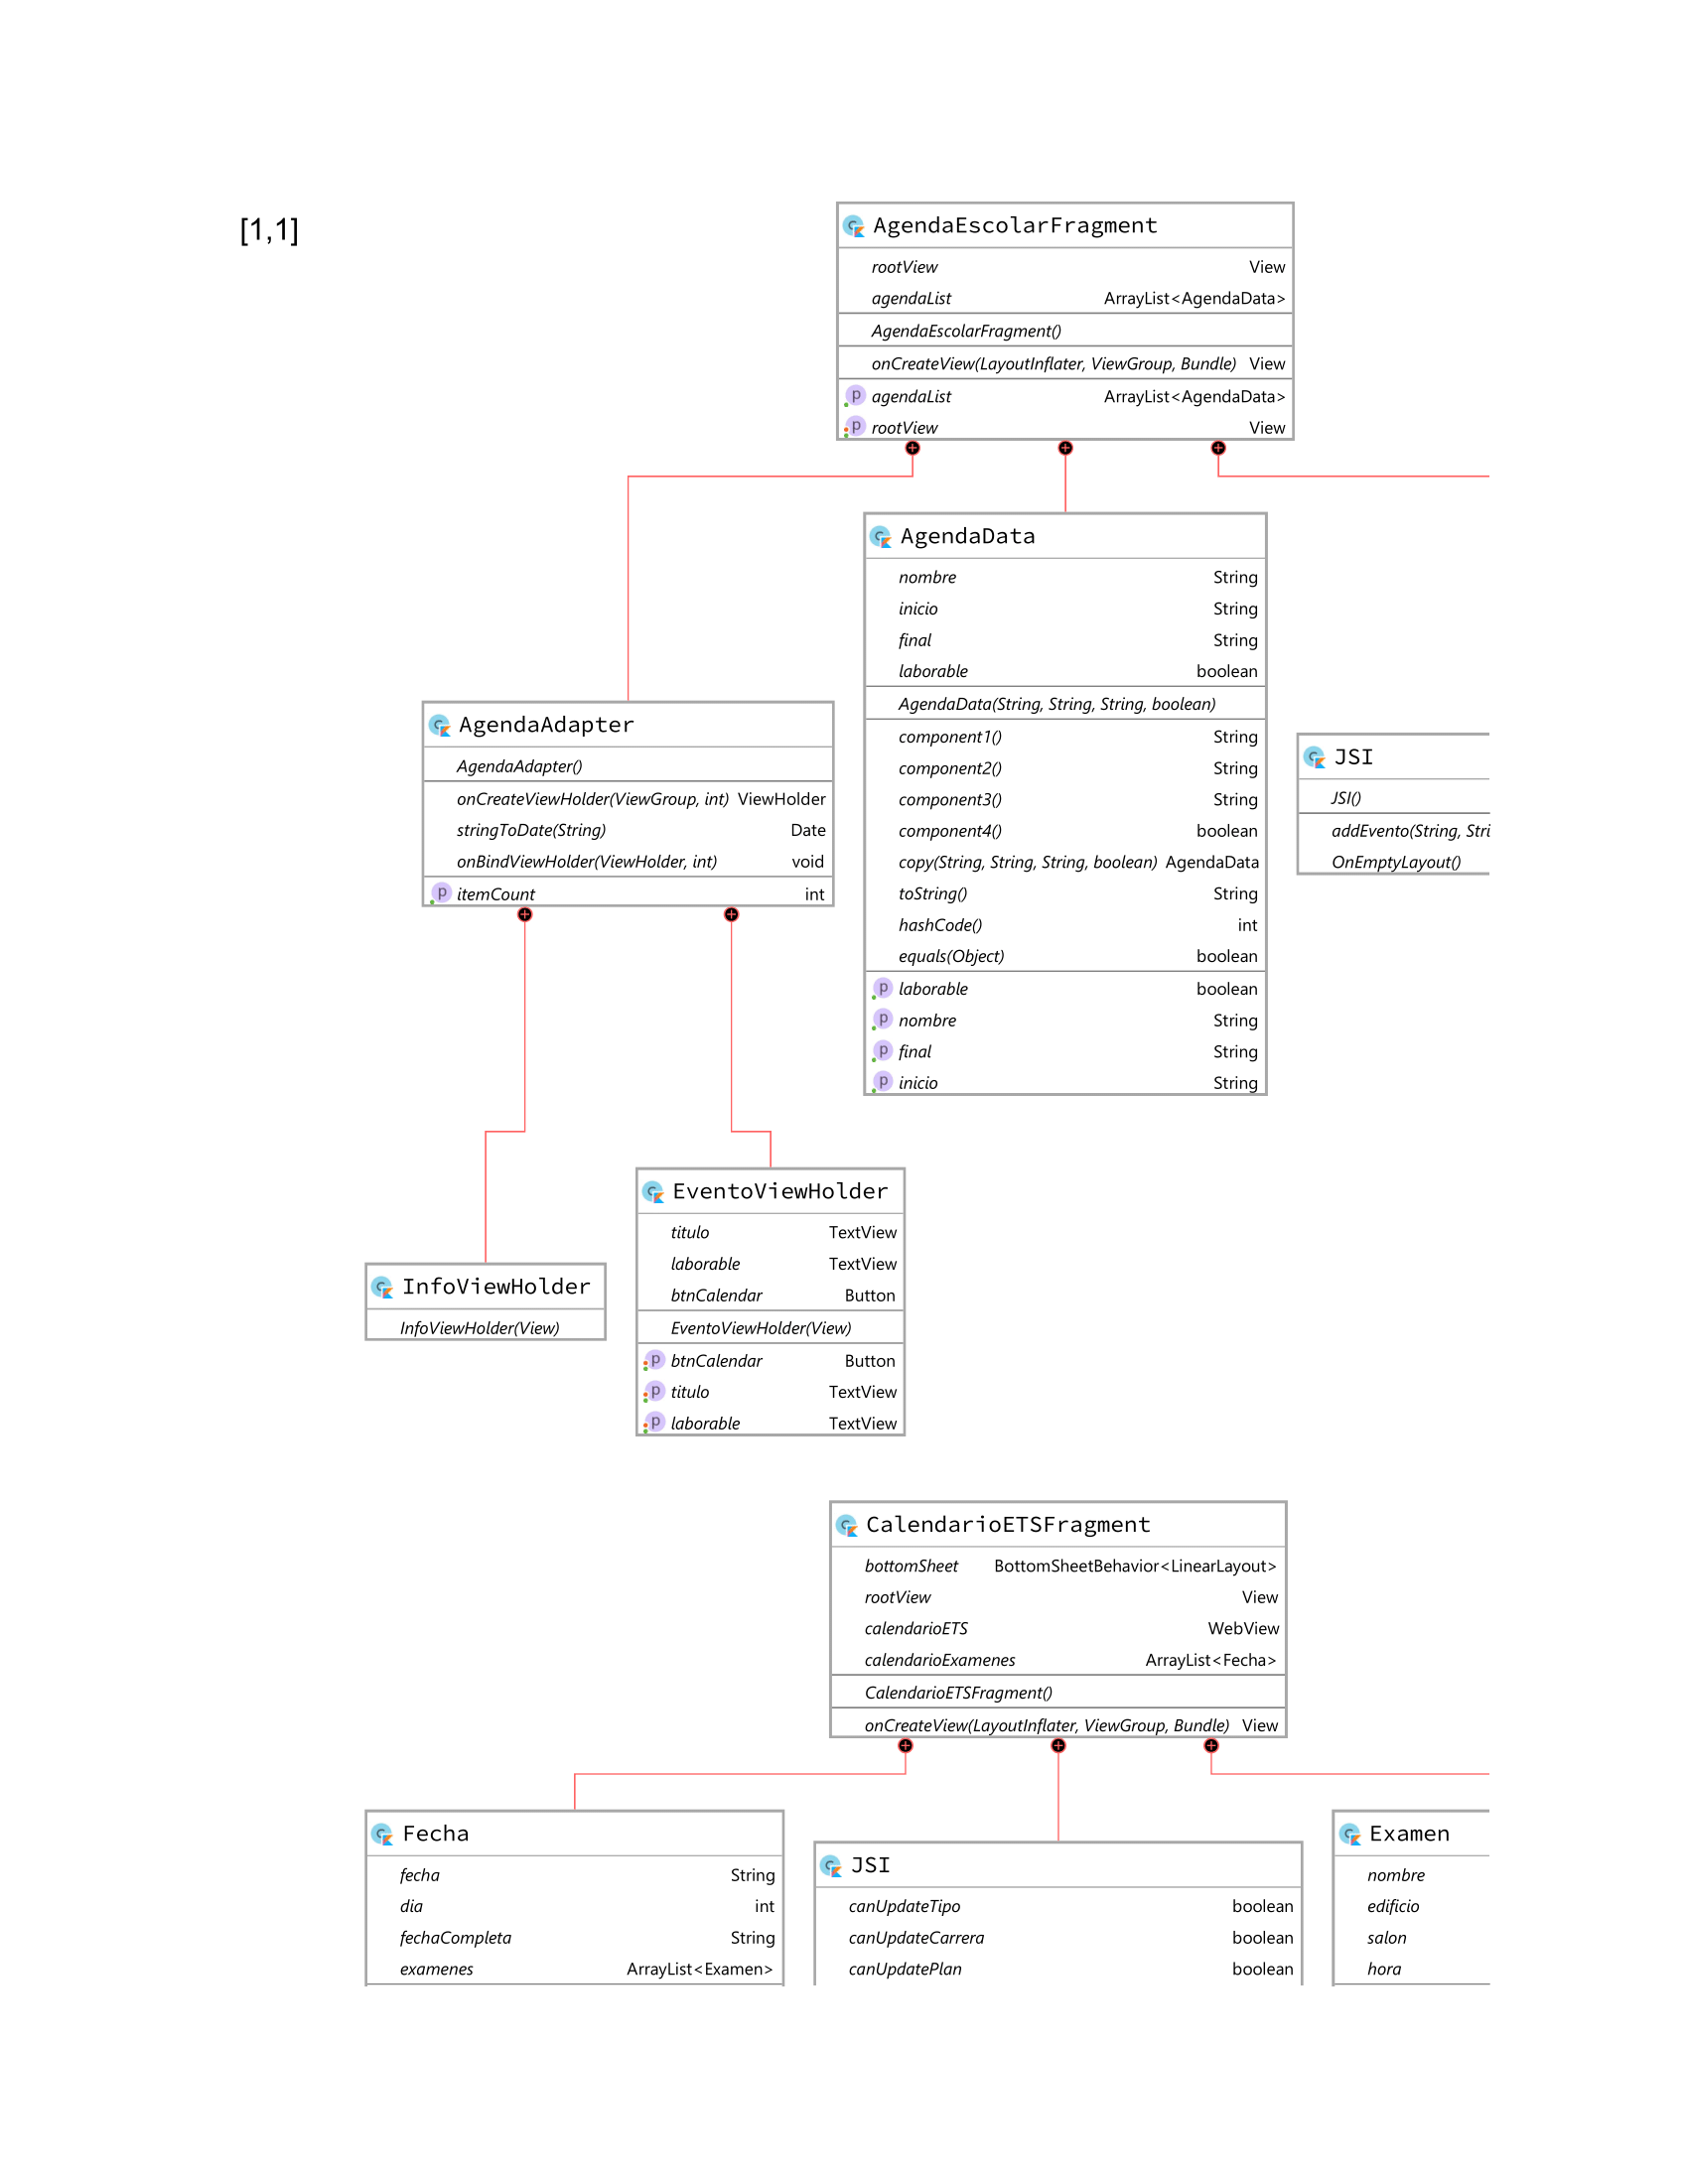 [1,1]
AgendaEscolarFragment
rootView View
agendaList ArrayList<AgendaData>
AgendaEscolarFragment()
onCreateView(LayoutInflater, ViewGroup, Bundle) View
p agendaList ArrayList<AgendaData>
p rootView View
AgendaData
nombre String
inicio String
final String
laborable boolean
AgendaData(String, String, String, boolean)
component1() String
component2() String
component3() String
component4() boolean
copy(String, String, String, boolean) AgendaData
toString() String
hashCode() int
equals(Object) boolean
p laborable boolean
p nombre String
p final String
p inicio String
AgendaAdapter
AgendaAdapter()
onCreateViewHolder(ViewGroup, int) ViewHolder
stringToDate(String) Date
onBindViewHolder(ViewHolder, int) void
p itemCount int
JSI
JSI()
addEvento(String, Stri
OnEmptyLayout()
InfoViewHolder
InfoViewHolder(View)
EventoViewHolder
titulo TextView
laborable TextView
btnCalendar Button
EventoViewHolder(View)
p btnCalendar Button
p titulo TextView
p laborable TextView
CalendarioETSFragment
bottomSheet BottomSheetBehavior<LinearLayout>
rootView View
calendarioETS WebView
calendarioExamenes ArrayList<Fecha>
CalendarioETSFragment()
onCreateView(LayoutInflater, ViewGroup, Bundle) View
Fecha
fecha String
dia int
fechaCompleta String
examenes ArrayList<Examen>
JSI
canUpdateTipo boolean
canUpdateCarrera boolean
canUpdatePlan boolean
Examen
nombre
edificio
salon
hora